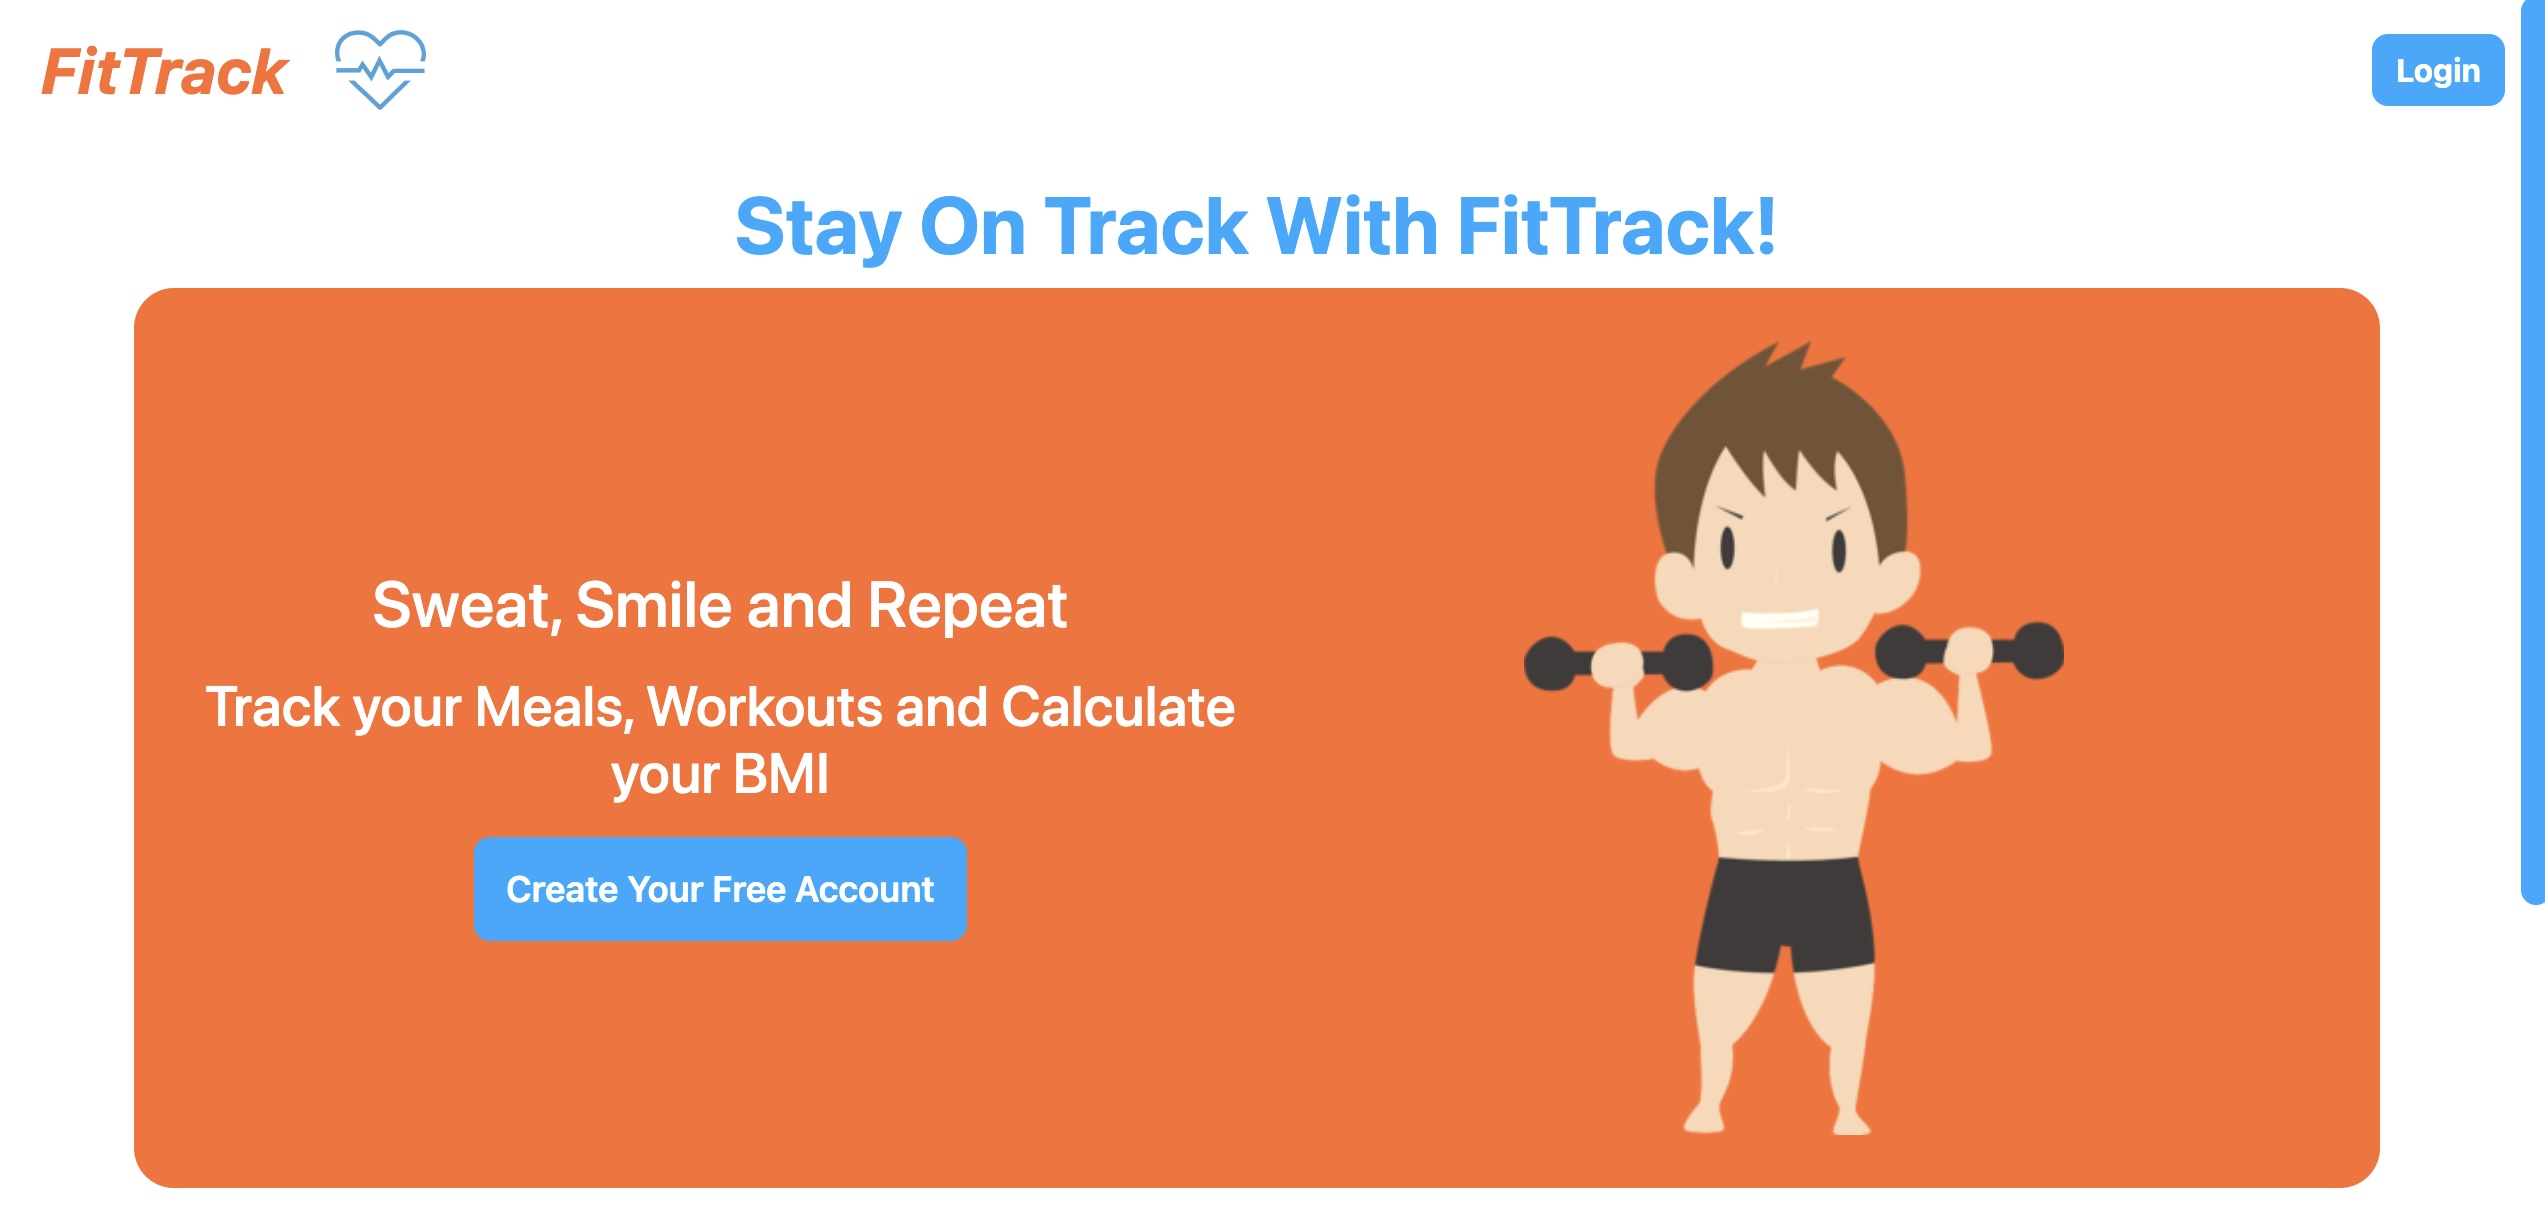 FitTrack
Login
Stay On Track With FitTrack!
Sweat, Smile and Repeat
Track your Meals, Workouts and Calculate
your BMI
Create Your Free Account